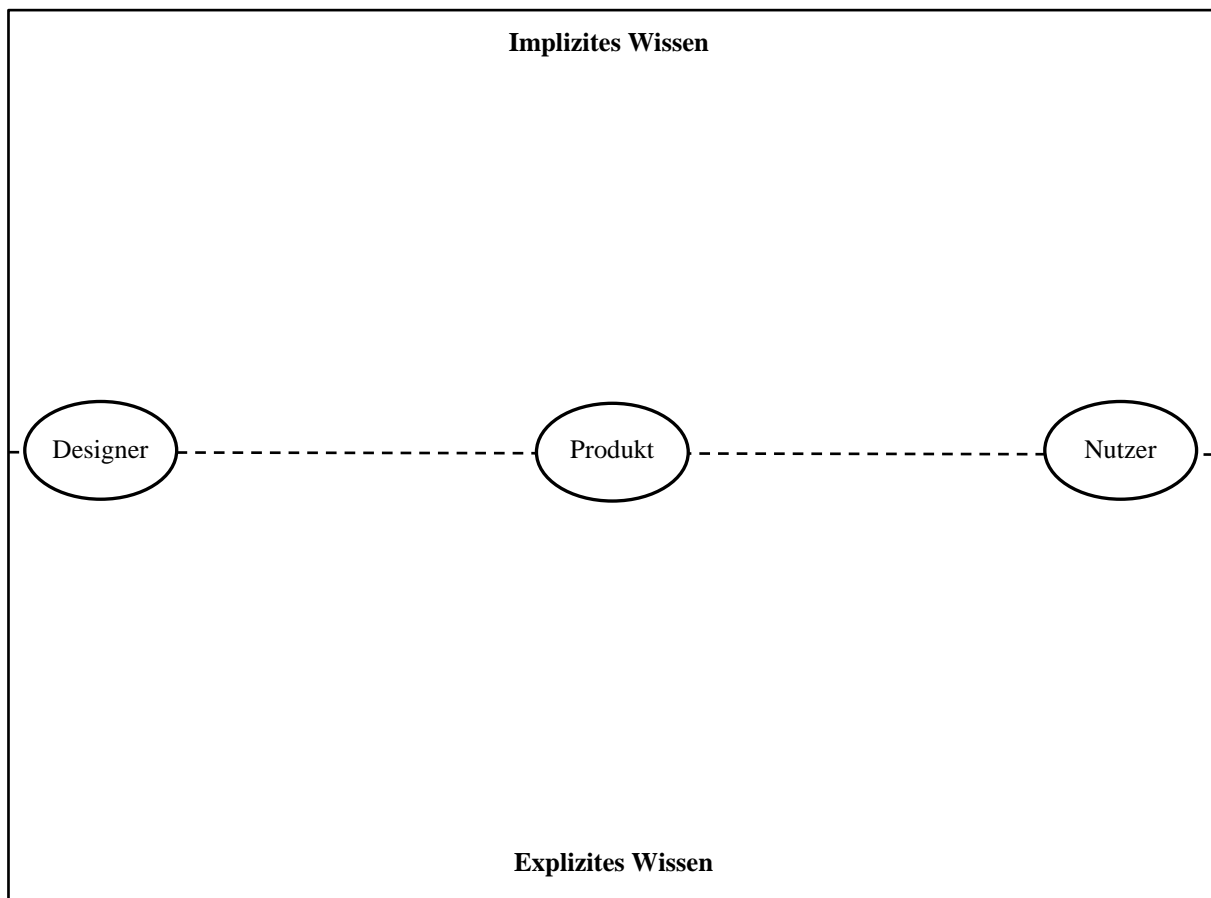 Implizites Wissen
Designer
Produkt
Nutzer
Explizites Wissen